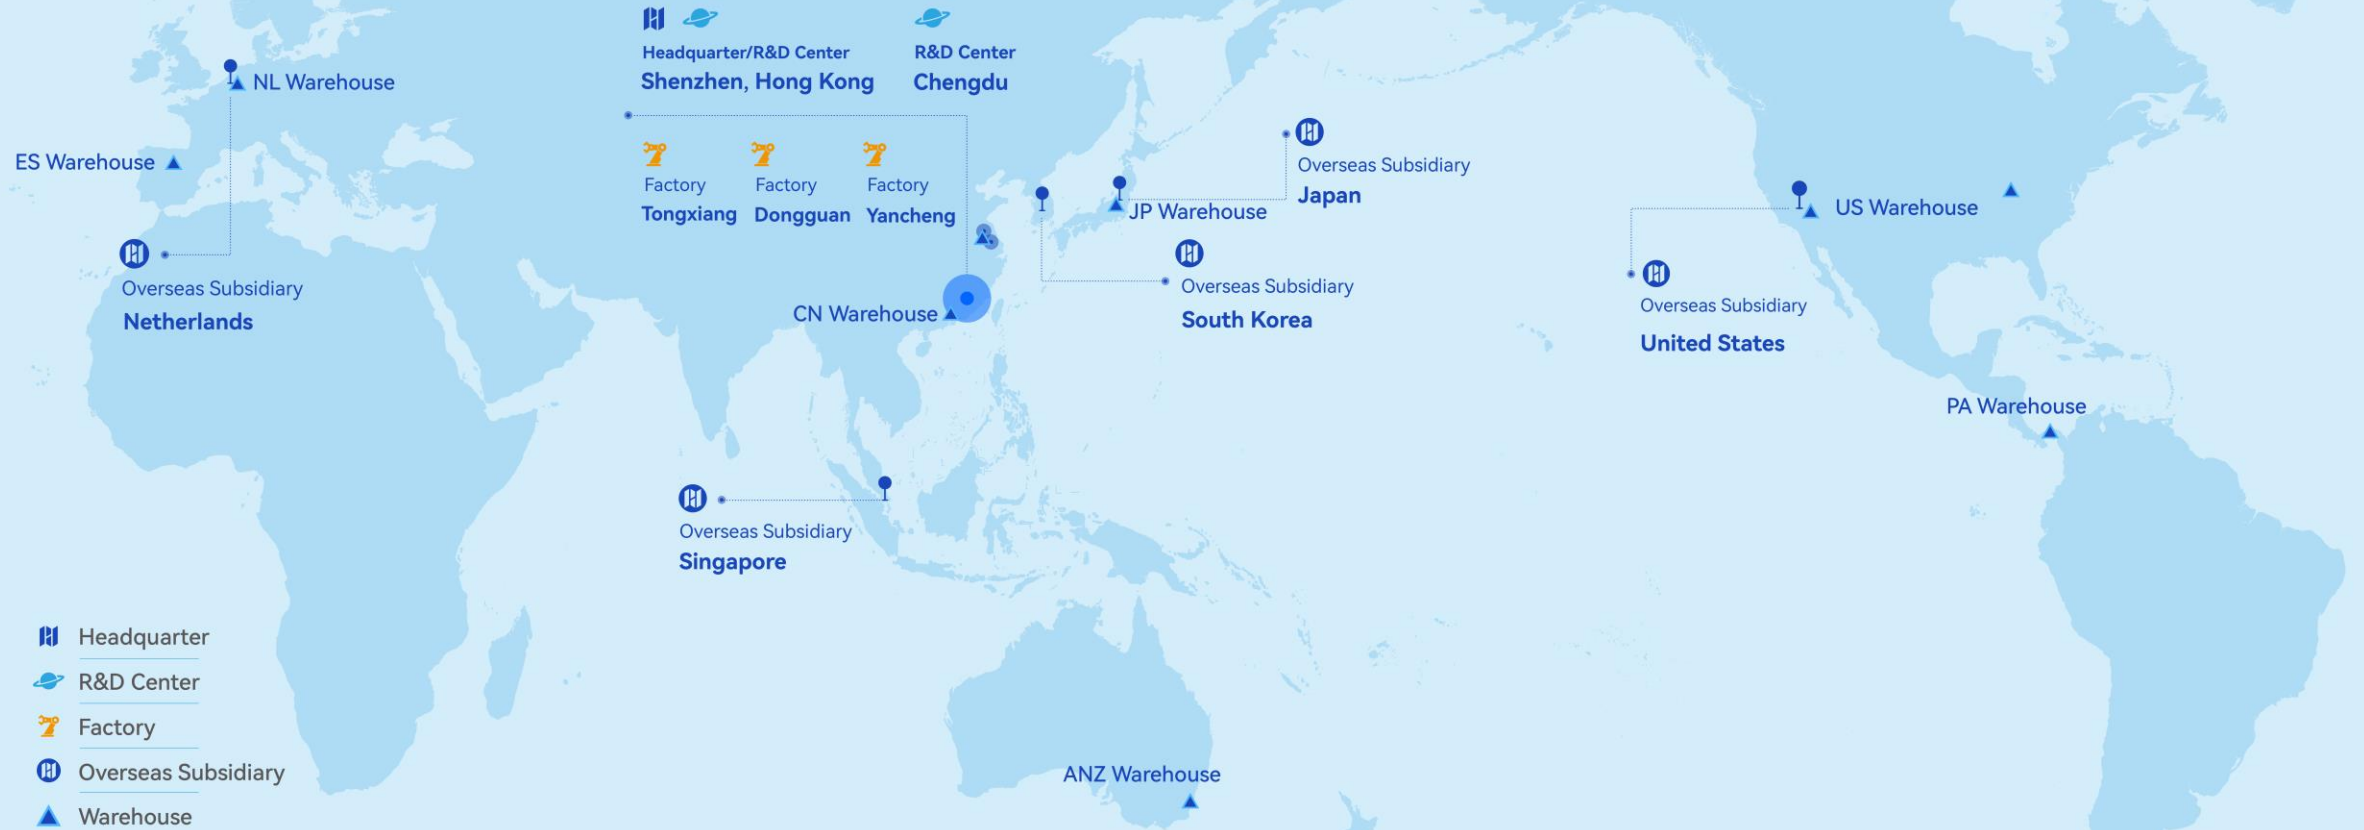 Headquarter/R&D Center
Shenzhen, Hong Kong
R&D Center
Chengdu
NL Warehouse
ES Warehouse
Factory
Tongxiang
Factory
Dongguan
Factory
Yancheng
Overseas Subsidiary
Japan
JP Warehouse
US Warehouse
Overseas Subsidiary
Netherlands
Overseas Subsidiary
South Korea
CN Warehouse
Overseas Subsidiary
United States
PA Warehouse
Overseas Subsidiary
Singapore
ANZ Warehouse
Headquarter
R&D Center
Factory
Overseas Subsidiary
Warehouse